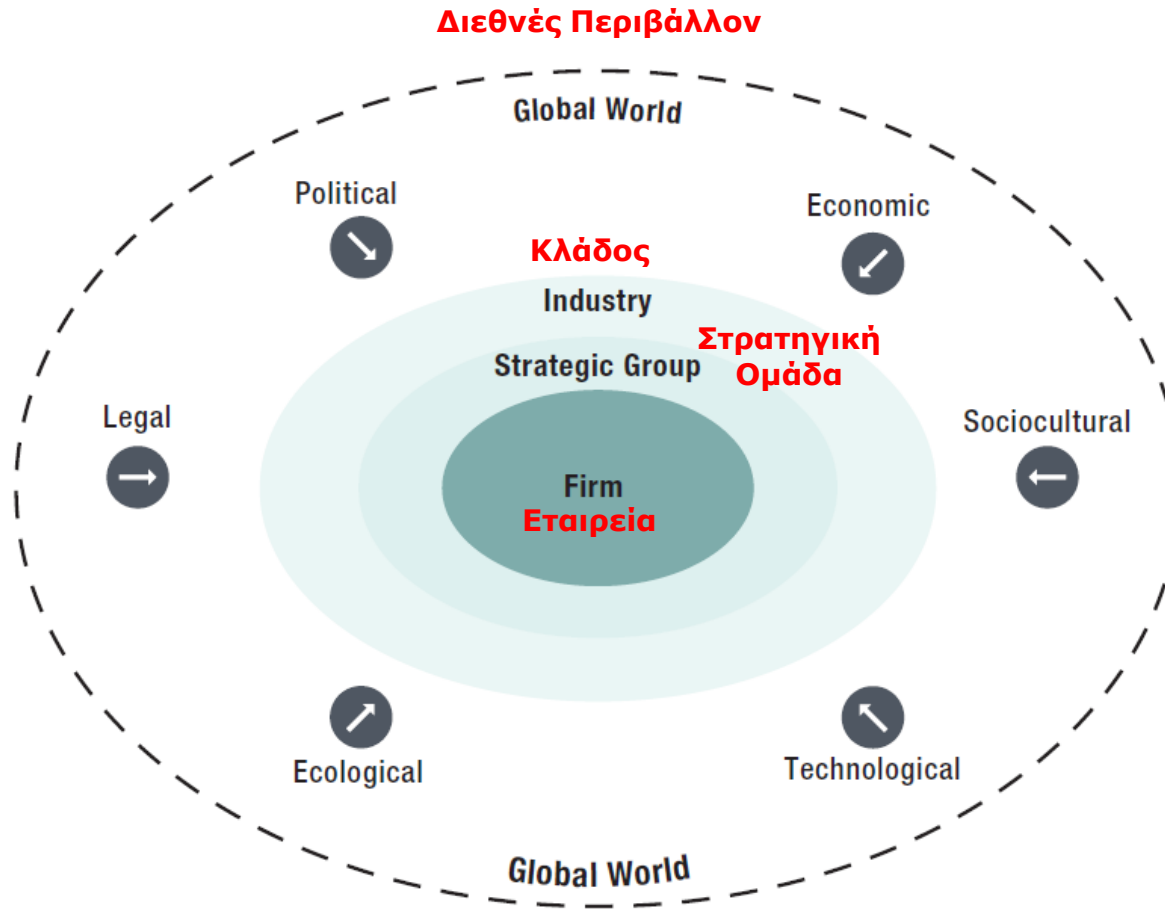 Διεθνές Περιβάλλον
Global World
Political
Economic
Κλάδος
Industry
Στρατηγική
Ομάδα
Strategic Group
Legal
Sociocultural
Firm
Εταιρεία
Ecological
Technological
Global World